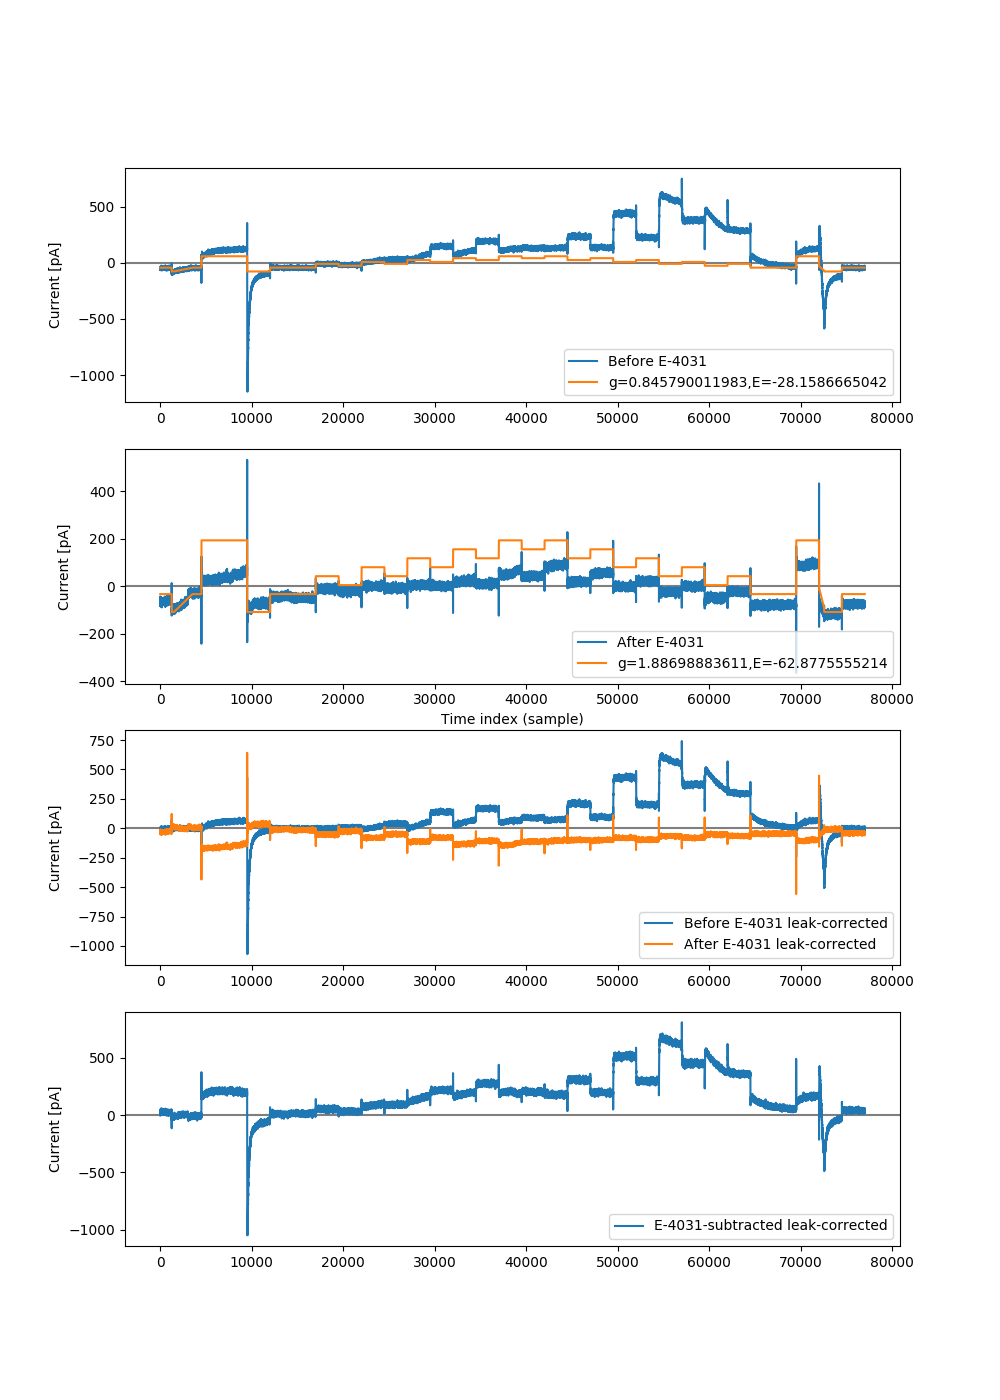 500
0
−500
−1000
Current [pA]
Before E-4031
g=0.845790011983,E=-28.1586665042
0 10000 20000 30000 40000 50000 60000 70000 80000
400
200
0
−200
−400
Current [pA]
After E-4031
g=1.88698883611,E=-62.8775555214
0 10000 20000 30000 40000 50000 60000 70000 80000
Time index (sample)
750
500
250
0
−250
−500
−750
−1000
Current [pA]
Before E-4031 leak-corrected
After E-4031 leak-corrected
0 10000 20000 30000 40000 50000 60000 70000 80000
500
0
−500
−1000
Current [pA]
E-4031-subtracted leak-corrected
0 10000 20000 30000 40000 50000 60000 70000 80000